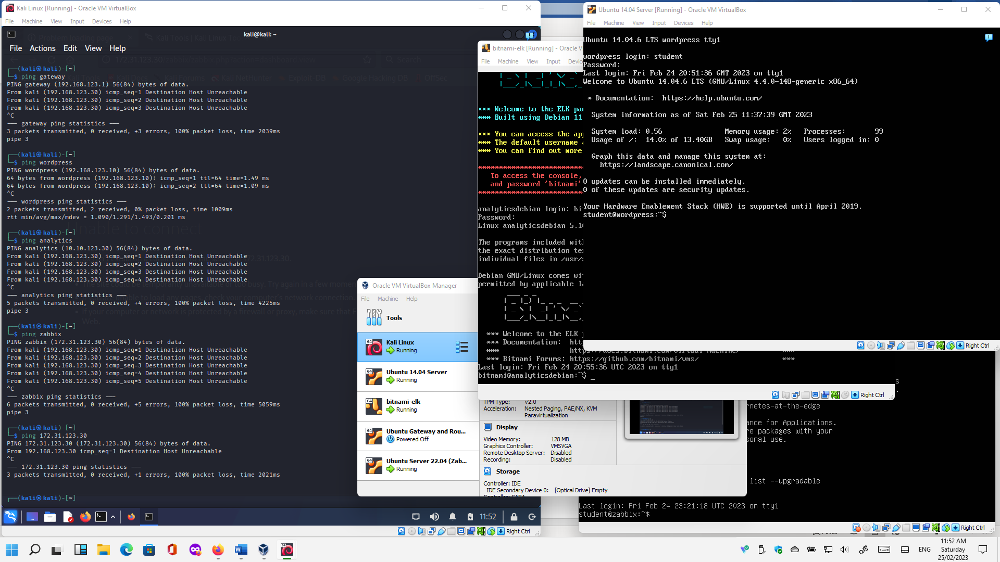 Kali Linux [Running] - Oracle VM VirtualBox
File Machine View Input Devices Help
kali@kali: ~
File Actions Edit View Help
┌──(kali㉿kali)-[~]
└─$ ping gateway
PING gateway (192.168.123.1) 56(84) bytes of data.
From kali (192.168.123.30) icmp_seq=1 Destination Host Unreachable
From kali (192.168.123.30) icmp_seq=2 Destination Host Unreachable
From kali (192.168.123.30) icmp_seq=3 Destination Host Unreachable
^C
--- gateway ping statistics ---
3 packets transmitted, 0 received, +3 errors, 100% packet loss, time 2039ms
pipe 3
┌──(kali㉿kali)-[~]
└─$ ping wordpress
PING wordpress (192.168.123.10) 56(84) bytes of data.
64 bytes from wordpress (192.168.123.10): icmp_seq=1 ttl=64 time=1.49 ms
64 bytes from wordpress (192.168.123.10): icmp_seq=2 ttl=64 time=1.09 ms
^C
--- wordpress ping statistics ---
2 packets transmitted, 2 received, 0% packet loss, time 1009ms
rtt min/avg/max/mdev = 1.090/1.291/1.493/0.201 ms
┌──(kali㉿kali)-[~]
└─$ ping analytics
PING analytics (10.10.123.30) 56(84) bytes of data.
From kali (192.168.123.30) icmp_seq=1 Destination Host Unreachable
From kali (192.168.123.30) icmp_seq=2 Destination Host Unreachable
From kali (192.168.123.30) icmp_seq=3 Destination Host Unreachable
From kali (192.168.123.30) icmp_seq=4 Destination Host Unreachable
^C
--- analytics ping statistics ---
5 packets transmitted, 0 received, +4 errors, 100% packet loss, time 4225ms
pipe 3
┌──(kali㉿kali)-[~]
└─$ ping zabbix
PING zabbix (172.31.123.30) 56(84) bytes of data.
From kali (192.168.123.30) icmp_seq=1 Destination Host Unreachable
From kali (192.168.123.30) icmp_seq=2 Destination Host Unreachable
From kali (192.168.123.30) icmp_seq=3 Destination Host Unreachable
From kali (192.168.123.30) icmp_seq=4 Destination Host Unreachable
From kali (192.168.123.30) icmp_seq=5 Destination Host Unreachable
^C
--- zabbix ping statistics ---
6 packets transmitted, 0 received, +5 errors, 100% packet loss, time 5059ms
pipe 3
┌──(kali㉿kali)-[~]
└─$ ping 172.31.123.30
PING 172.31.123.30 (172.31.123.30) 56(84) bytes of data.
From 192.168.123.30 icmp_seq=1 Destination Host Unreachable
^C
--- 172.31.123.30 ping statistics ---
3 packets transmitted, 0 received, +1 errors, 100% packet loss, time 2021ms
┌──(kali㉿kali)-[~]
11:52
Right Ctrl
Oracle VM VirtualBox Manager
File Machine Help
Tools
Kali Linux
Running
Ubuntu 14.04 Server
Running
bitnami-elk
Running
Ubuntu Gateway and Rou...
Powered Off
Ubuntu Server 22.04 (Zab...
Running
TPM Type: v2.0
Acceleration: Nested Paging, PAE/NX, KVM
Paravirtualization
Display
Video Memory: 128 MB
Graphics Controller: VMSVGA
Remote Desktop Server: Disabled
Recording: Disabled
Storage
Controller: IDE
IDE Secondary Device 0: [Optical Drive] Empty
bitnami-elk [Running] - Oracle V
File Machine View Input Devic
*** Welcome to the ELK pa
*** Built using Debian 11
*** You can access the app
*** The default username a
*** You can find out more
To access the console,
and password 'bitnami'
analyticsdebian login: bi
Password:
Linux analyticsdebian 5.10
The programs included wit
the exact distribution te
individual files in /usr/s
Debian GNU/Linux comes wi
permitted by applicable la
*** Welcome to the ELK p
*** Documentation: htt
*** https://docs.bitnami.com/virtual-machine/ ***
*** Bitnami Forums: https://github.com/bitnami/vms/ ***
Last login: Fri Feb 24 20:55:36 UTC 2023 on tty1
bitnami@analyticsdebian:~$ _
Right Ctrl
Ubuntu 14.04 Server [Running] - Oracle VM VirtualBox
File Machine View Input Devices Help
Ubuntu 14.04.6 LTS wordpress tty1
wordpress login: student
Password:
Last login: Fri Feb 24 20:51:36 GMT 2023 on tty1
Welcome to Ubuntu 14.04.6 LTS (GNU/Linux 4.4.0-148-generic x86_64)
* Documentation: https://help.ubuntu.com/
System information as of Sat Feb 25 11:37:39 GMT 2023
System load: 0.56 Memory usage: 2% Processes: 99
Usage of /: 14.0% of 13.40GB Swap usage: 0% Users logged in: 0
Graph this data and manage this system at:
https://landscape.canonical.com/
0 updates can be installed immediately.
0 of these updates are security updates.
Your Hardware Enablement Stack (HWE) is supported until April 2019.
student@wordpress:~$
Right Ctrl
s
.
rnetes-at-the-edge
ance for Applications.
re packages with your
sonal use.
list --upgradable
Last login: Fri Feb 24 23:21:18 UTC 2023 on tty1
student@zabbix:~$
Right Ctrl
ENG
11:52 AM
Saturday
25/02/2023